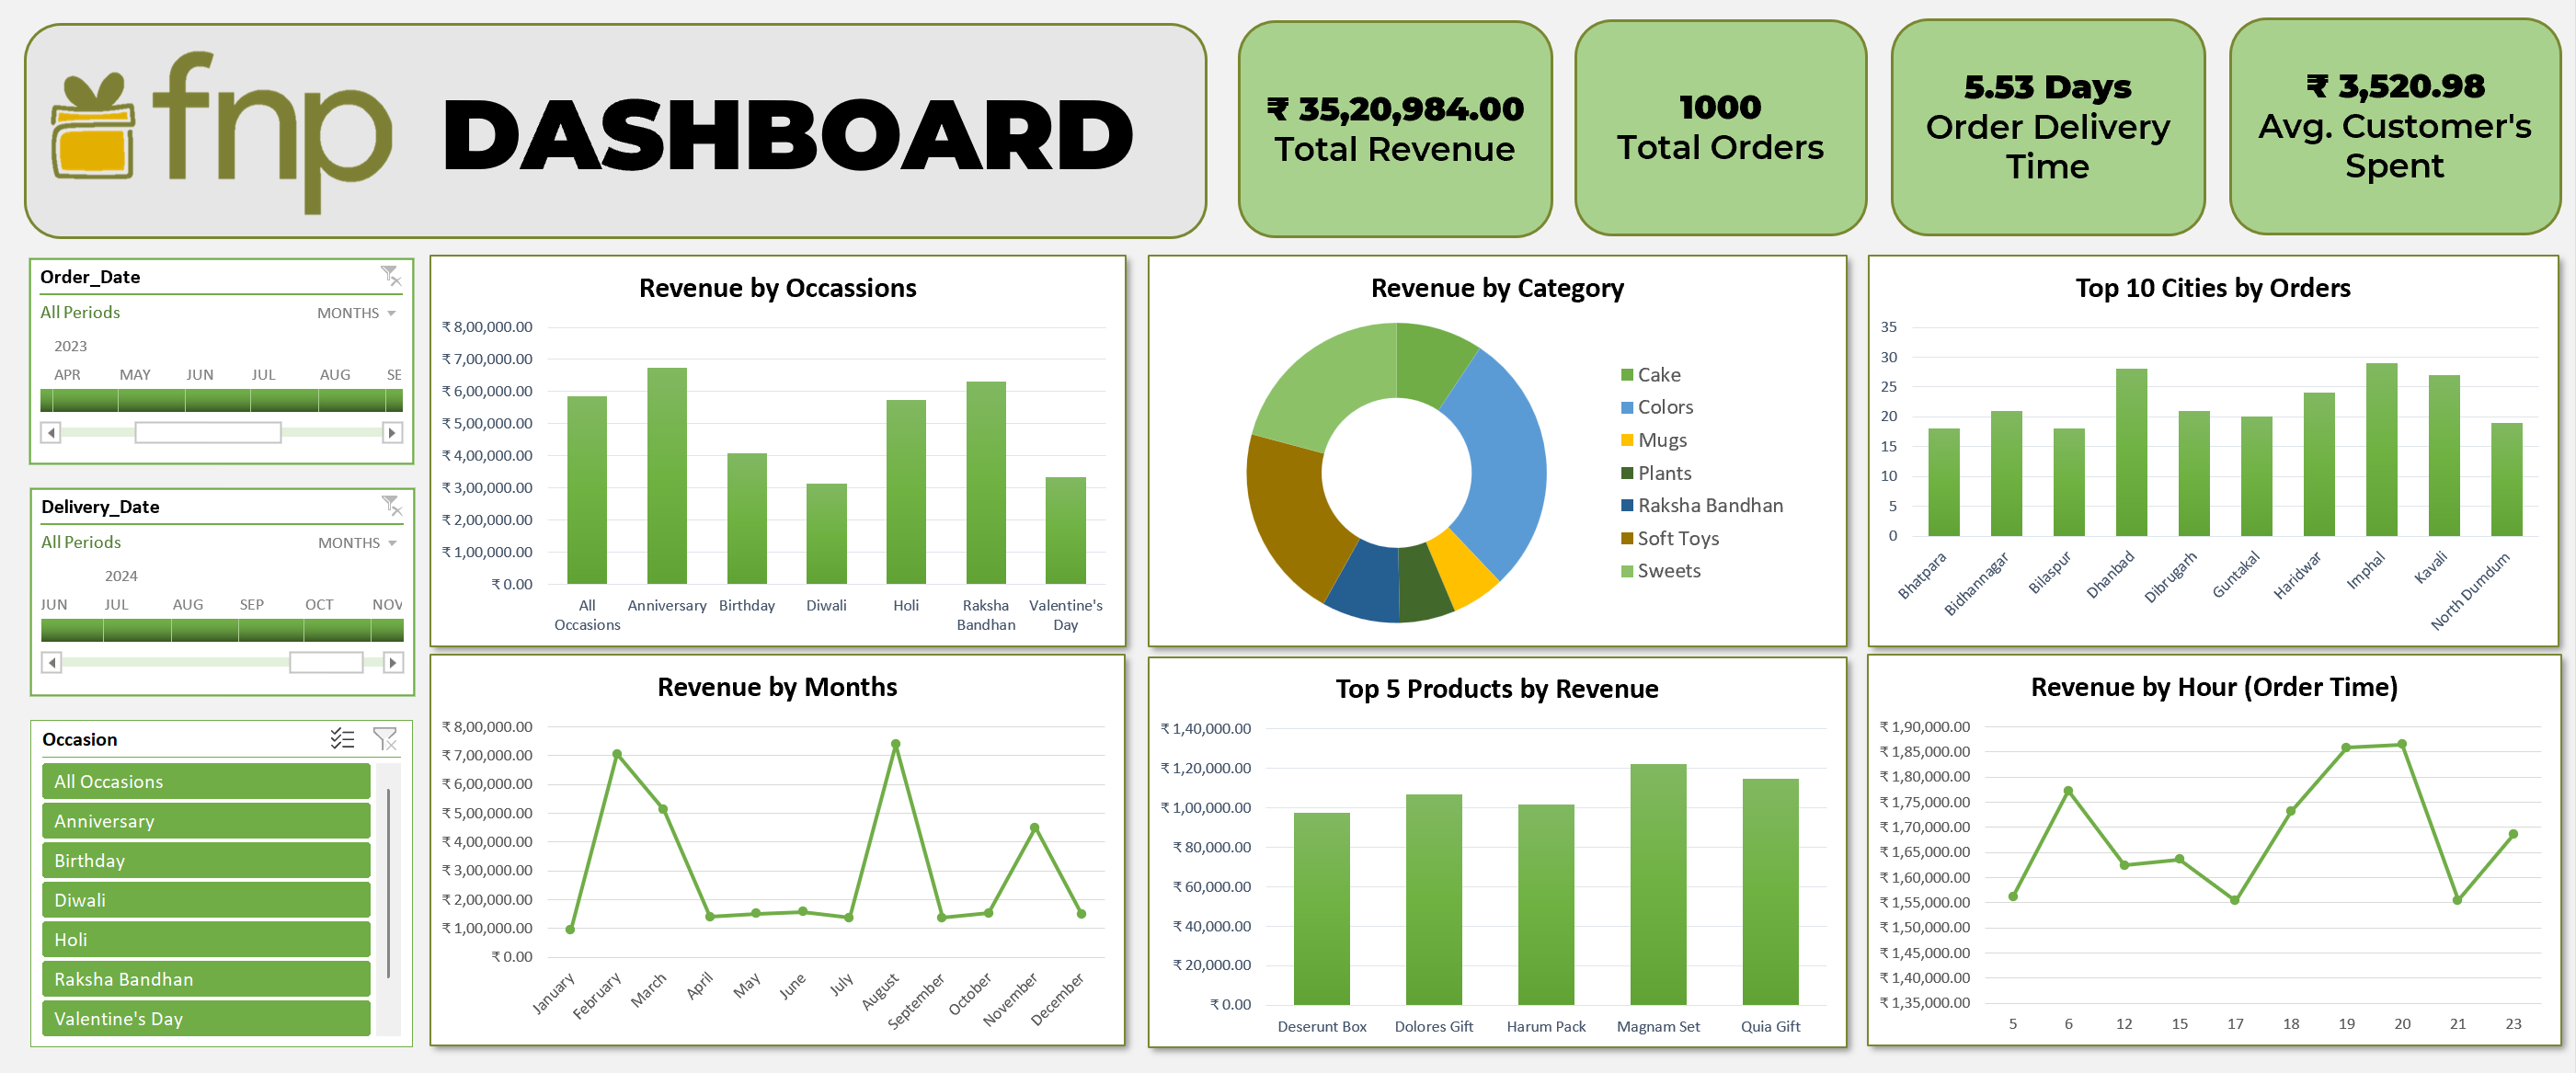 fnp DASHBOARD
₹ 35,20,984.00
Total Revenue
1000
Total Orders
5.53 Days
Order Delivery
Time
₹ 3,520.98
Avg. Customer's
Spent
Order_Date
All Periods MONTHS
2023
APR MAY JUN JUL AUG SE
Delivery_Date
All Periods MONTHS
2024
JUN JUL AUG SEP OCT NOV
Occasion
All Occasions
Anniversary
Birthday
Diwali
Holi
Raksha Bandhan
Valentine's Day
Revenue by Occassions
₹ 8,00,000.00
₹ 7,00,000.00
₹ 6,00,000.00
₹ 5,00,000.00
₹ 4,00,000.00
₹ 3,00,000.00
₹ 2,00,000.00
₹ 1,00,000.00
₹ 0.00
All Occasions Anniversary Birthday Diwali Holi Raksha Bandhan Valentine's Day
Revenue by Category
Cake
Colors
Mugs
Plants
Raksha Bandhan
Soft Toys
Sweets
Top 10 Cities by Orders
35
30
25
20
15
10
5
0
Bhatpara Bidhannagar Bilaspur Dhanbad Dibrugarh Guntakal Haridwar Imphal Kavali North Dumdum
Revenue by Months
₹ 8,00,000.00
₹ 7,00,000.00
₹ 6,00,000.00
₹ 5,00,000.00
₹ 4,00,000.00
₹ 3,00,000.00
₹ 2,00,000.00
₹ 1,00,000.00
₹ 0.00
January February March April May June July August September October November December
Top 5 Products by Revenue
₹ 1,40,000.00
₹ 1,20,000.00
₹ 1,00,000.00
₹ 80,000.00
₹ 60,000.00
₹ 40,000.00
₹ 20,000.00
₹ 0.00
Deserunt Box Dolores Gift Harum Pack Magnam Set Quia Gift
Revenue by Hour (Order Time)
₹ 1,90,000.00
₹ 1,85,000.00
₹ 1,80,000.00
₹ 1,75,000.00
₹ 1,70,000.00
₹ 1,65,000.00
₹ 1,60,000.00
₹ 1,55,000.00
₹ 1,50,000.00
₹ 1,45,000.00
₹ 1,40,000.00
₹ 1,35,000.00
5 6 12 15 17 18 19 20 21 23